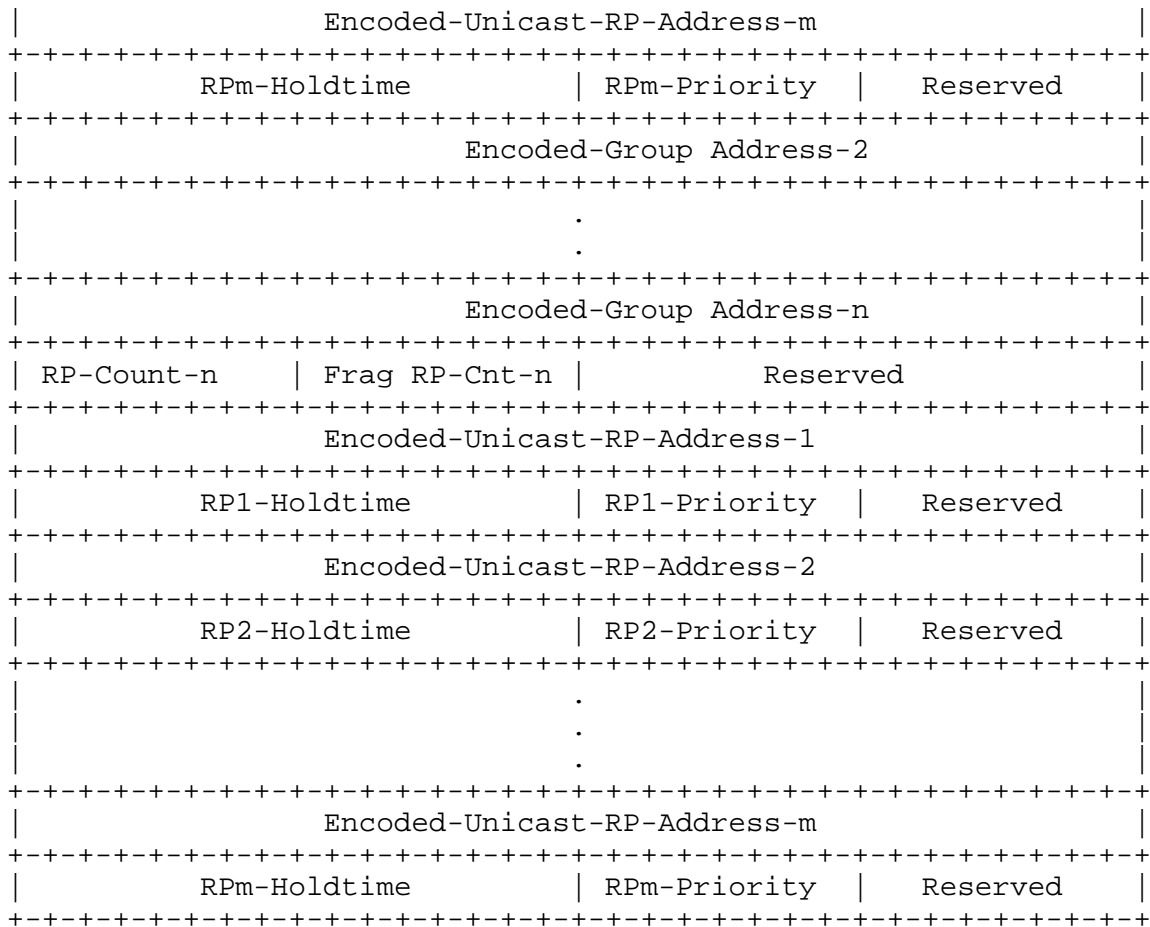 |                 Encoded-Unicast-RP-Address-m                  |
+-+-+-+-+-+-+-+-+-+-+-+-+-+-+-+-+-+-+-+-+-+-+-+-+-+-+-+-+-+-+-+-+
|          RPm-Holdtime         | RPm-Priority  |   Reserved    |
+-+-+-+-+-+-+-+-+-+-+-+-+-+-+-+-+-+-+-+-+-+-+-+-+-+-+-+-+-+-+-+-+
|                         Encoded-Group Address-2               |
+-+-+-+-+-+-+-+-+-+-+-+-+-+-+-+-+-+-+-+-+-+-+-+-+-+-+-+-+-+-+-+-+
|                               .                               |
|                               .                               |
+-+-+-+-+-+-+-+-+-+-+-+-+-+-+-+-+-+-+-+-+-+-+-+-+-+-+-+-+-+-+-+-+
|                         Encoded-Group Address-n               |
+-+-+-+-+-+-+-+-+-+-+-+-+-+-+-+-+-+-+-+-+-+-+-+-+-+-+-+-+-+-+-+-+
| RP-Count-n    | Frag RP-Cnt-n |          Reserved             |
+-+-+-+-+-+-+-+-+-+-+-+-+-+-+-+-+-+-+-+-+-+-+-+-+-+-+-+-+-+-+-+-+
|                 Encoded-Unicast-RP-Address-1                  |
+-+-+-+-+-+-+-+-+-+-+-+-+-+-+-+-+-+-+-+-+-+-+-+-+-+-+-+-+-+-+-+-+
|          RP1-Holdtime         | RP1-Priority  |   Reserved    |
+-+-+-+-+-+-+-+-+-+-+-+-+-+-+-+-+-+-+-+-+-+-+-+-+-+-+-+-+-+-+-+-+
|                 Encoded-Unicast-RP-Address-2                  |
+-+-+-+-+-+-+-+-+-+-+-+-+-+-+-+-+-+-+-+-+-+-+-+-+-+-+-+-+-+-+-+-+
|          RP2-Holdtime         | RP2-Priority  |   Reserved    |
+-+-+-+-+-+-+-+-+-+-+-+-+-+-+-+-+-+-+-+-+-+-+-+-+-+-+-+-+-+-+-+-+
|                               .                               |
|                               .                               |
|                               .                               |
+-+-+-+-+-+-+-+-+-+-+-+-+-+-+-+-+-+-+-+-+-+-+-+-+-+-+-+-+-+-+-+-+
|                 Encoded-Unicast-RP-Address-m                  |
+-+-+-+-+-+-+-+-+-+-+-+-+-+-+-+-+-+-+-+-+-+-+-+-+-+-+-+-+-+-+-+-+
|          RPm-Holdtime         | RPm-Priority  |   Reserved    |
+-+-+-+-+-+-+-+-+-+-+-+-+-+-+-+-+-+-+-+-+-+-+-+-+-+-+-+-+-+-+-+-+